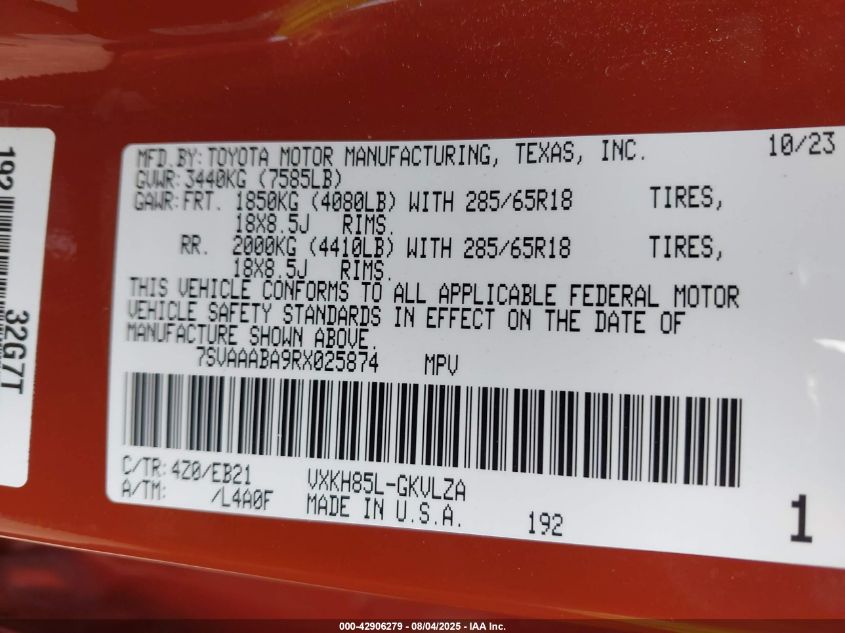 MFD.BY: TOYOTA MOTOR MANUFACTURING, TEXAS, INC. 10/23
GVWR: 3440KG (7585LB)
GAWR: FRT. 1850KG (4080LB) WITH 285/65R18 TIRES,
18X8.5J RIMS.
RR. 2000KG (4410LB) WITH 285/65R18 TIRES,
18X8.5J RIMS.
THIS VEHICLE CONFORMS TO ALL APPLICABLE FEDERAL MOTOR
VEHICLE SAFETY STANDARDS IN EFFECT ON THE DATE OF
MANUFACTURE SHOWN ABOVE.
7SVAAABA9RX025874 MPV
C/TR: 4Z0/EB21 VXKH85L-GKVLZA
A/TM: /L4A0F MADE IN U.S.A. 192 1
192
32G7T
000-42906279 - 08/04/2025 - IAA Inc.